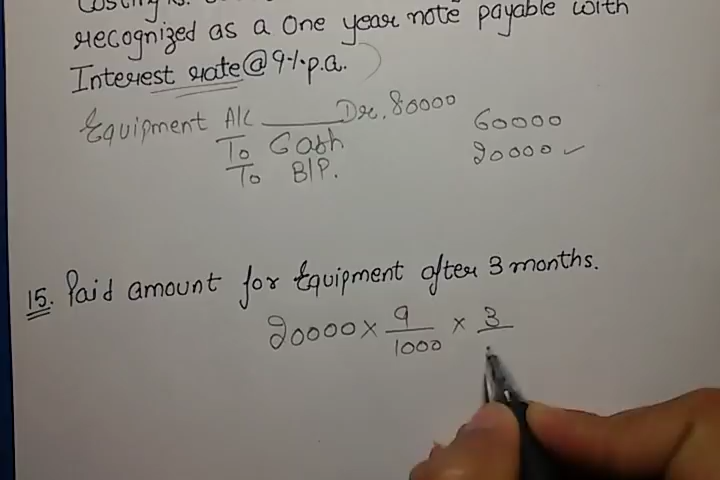 recognized as a one year note payable with
Interest rate@9%p.a.
Equipment A/c ______ Dr. 80000
To Cash 60000
To B/P. 20000 ✓
15. Paid amount for Equipment after 3 months.
20000 × 9/1000 × 3/